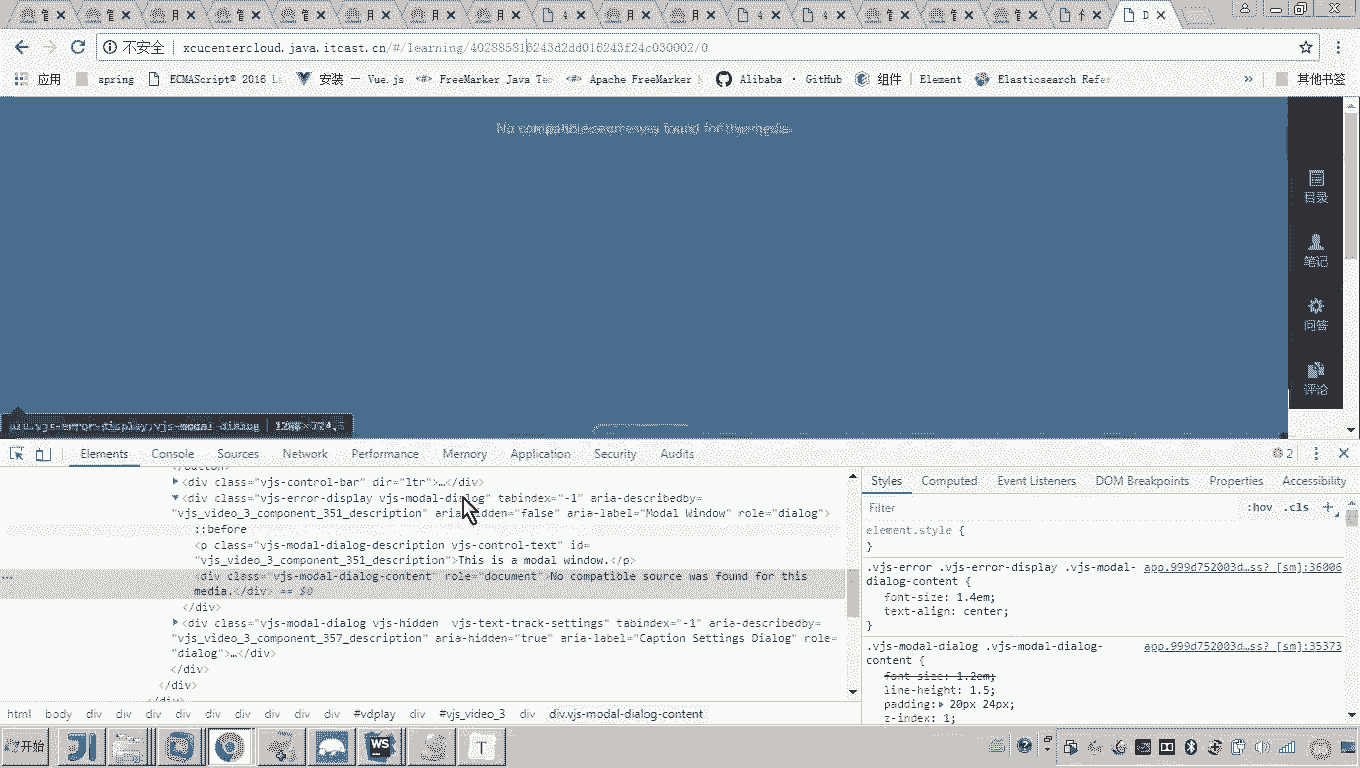 不安全 xcucentercloud.java.itcast.cn/#/learning/402885816243d2dd016243f24c030002/0
应用 spring ECMAScript® 2016 安装 — Vue.js FreeMarker Java Apache FreeMarker Alibaba · GitHub 组件 | Element Elasticsearch » 其他书签
No compatible source was found for this media.
目录
笔记
问答
评论
div.vjs-error-display.vjs-modal-dialog
Elements Console Sources Network Performance Memory Application Security Audits 2
</button>
<div class="vjs-control-bar" dir="ltr">…</div>
<div class="vjs-error-display vjs-modal-dialog" tabindex="-1" aria-describedby=
"vjs_video_3_component_351_description" aria-hidden="false" aria-label="Modal Window" role="dialog">
::before
<p class="vjs-modal-dialog-description vjs-control-text" id=
"vjs_video_3_component_351_description">This is a modal window.</p>
<div class="vjs-modal-dialog-content" role="document">No compatible source was found for this
media.</div> == $0
</div>
<div class="vjs-modal-dialog vjs-hidden  vjs-text-track-settings" tabindex="-1" aria-describedby=
"vjs_video_3_component_357_description" aria-hidden="true" aria-label="Caption Settings Dialog" role=
"dialog">…</div>
</div>
</div>
</div>
html body div div div div div div div div div #vdplay div #vjs_video_3 div div.vjs-modal-dialog-content
Styles Computed Event Listeners DOM Breakpoints Properties Accessibility
Filter :hov .cls +
element.style {
}
.vjs-error .vjs-error-display .vjs-modal- app.999d752003d…ss? [sm]:36006
dialog-content {
font-size: 1.4em;
text-align: center;
}
.vjs-modal-dialog .vjs-modal-dialog- app.999d752003d…ss? [sm]:35373
content {
font-size: 1.2em;
line-height: 1.5;
padding: 20px 24px;
z-index: 1;
开始 WS T